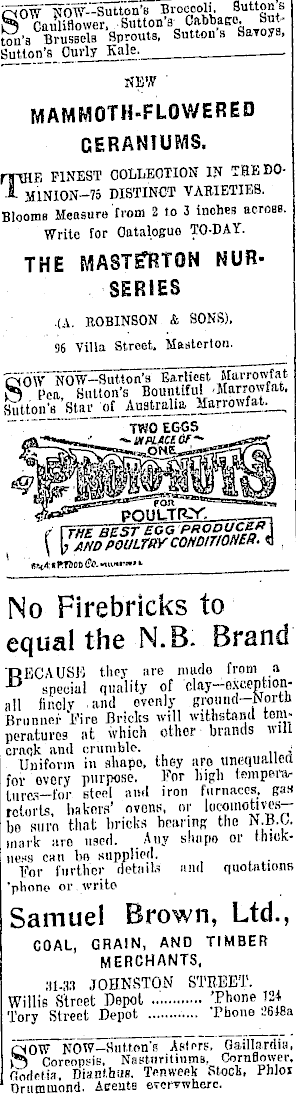 SOW NOW--Sutton's Broccoli, Sutton's
Cauliflower, Sutton's Cabbage, Sut-
ton's Brussels Sprouts, Sutton's Savoys,
Sutton's Curly Kale.
NEW
MAMMOTH-FLOWERED
GERANIUMS.
THE FINEST COLLECTION IN THE DO-
MINION—75 DISTINCT VARIETIES.
Blooms Measure from 2 to 3 inches across.
Write for Catalogue TO-DAY.
THE MASTERTON NUR-
SERIES
(A. ROBINSON & SONS),
96 Villa Street, Masterton.
SOW NOW—Sutton's Earliest Marrowfat
Pea, Sutton's Bountiful Marrowfat,
Sutton's Star of Australia Marrowfat.
TWO EGGS
IN PLACE OF
ONE
PROTO-NUTS
FOR
POULTRY.
THE BEST EGG PRODUCER
AND POULTRY CONDITIONER.
FOOD CO.
No Firebricks to
equal the N.B. Brand
BECAUSE they are made from a
special quality of clay—exception-
all finely and evenly ground—North
Brunner Fire Bricks will withstand tem-
peratures at which other brands will
crack and crumble.
Uniform in shape, they are unequalled
for every purpose. For high tempera-
tures—for steel and iron furnaces, gas
retorts, bakers' ovens, or locomotives—
be sure that bricks bearing the N.B.C.
mark are used. Any shape or thick-
ness can be supplied.
For further details and quotations
'phone or write
Samuel Brown, Ltd.,
COAL, GRAIN, AND TIMBER
MERCHANTS,
31-33 JOHNSTON STREET.
Willis Street Depot ............ 'Phone 124
Tory Street Depot ............ 'Phone 2648a
SOW NOW—Sutton's Asters, Gaillardia,
Coreopsis, Nasturitiums, Cornflower,
Godetia, Dianthus, Tenweek Stock, Phlox
Drummond. Agents everywhere.